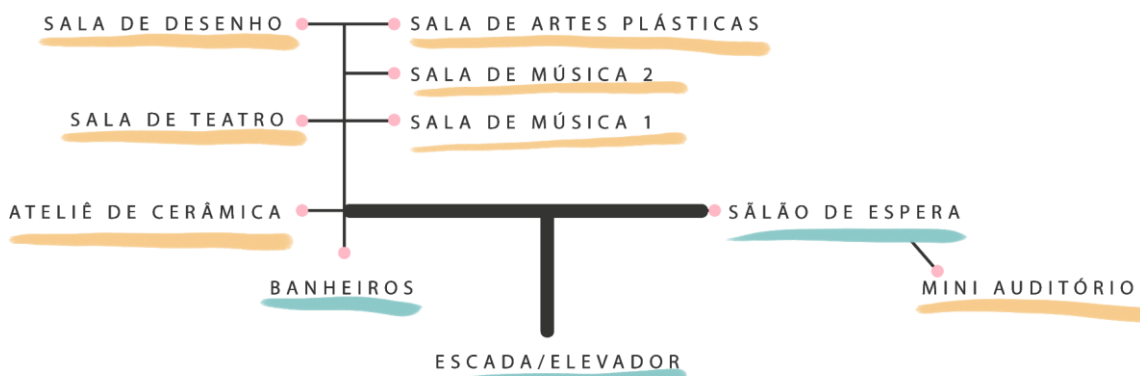 SALA DE DESENHO
SALA DE ARTES PLÁSTICAS
SALA DE MÚSICA 2
SALA DE TEATRO
SALA DE MÚSICA 1
ATELIÊ DE CERÂMICA
SÃLÃO DE ESPERA
BANHEIROS
MINI AUDITÓRIO
ESCADA/ELEVADOR